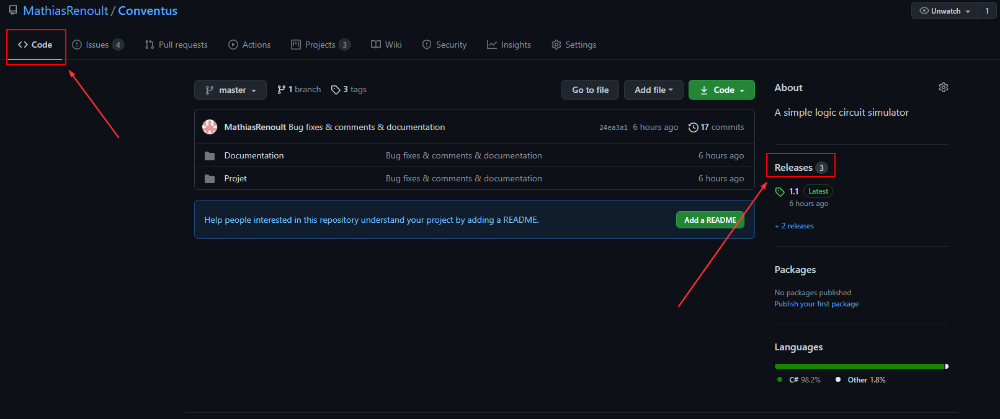 MathiasRenoult / Conventus
Unwatch 1
Code Issues 4 Pull requests Actions Projects 3 Wiki Security Insights Settings
master 1 branch 3 tags Go to file Add file Code
MathiasRenoult Bug fixes & comments & documentation 24ea3a1 6 hours ago 17 commits
Documentation Bug fixes & comments & documentation 6 hours ago
Projet Bug fixes & comments & documentation 6 hours ago
Help people interested in this repository understand your project by adding a README. Add a README
About
A simple logic circuit simulator
Releases 3
1.1 Latest
6 hours ago
+ 2 releases
Packages
No packages published
Publish your first package
Languages
C# 98.2% Other 1.8%